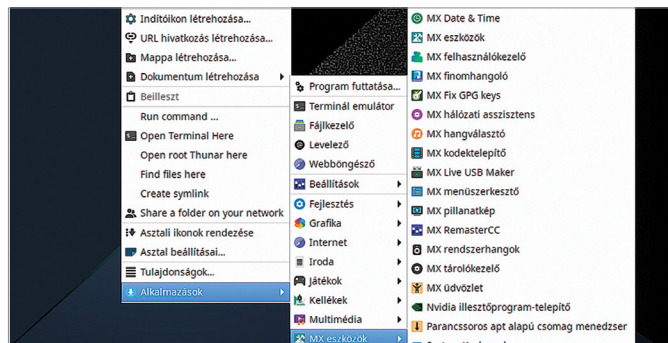 Indítóikon létrehozása...
URL hivatkozás létrehozása...
Mappa létrehozása...
Dokumentum létrehozása
Beilleszt
Run command ...
Open Terminal Here
Open root Thunar here
Find files here
Create symlink
Share a folder on your network
Asztali ikonok rendezése
Asztal beállításai...
Tulajdonságok...
Alkalmazások
Program futtatása...
Terminál emulátor
Fájlkezelő
Levelező
Webböngésző
Beállítások
Fejlesztés
Grafika
Internet
Iroda
Játékok
Kellékek
Multimédia
MX eszközök
MX Date & Time
MX eszközök
MX felhasználókezelő
MX finomhangoló
MX Fix GPG keys
MX hálózati asszisztens
MX hangválasztó
MX kodektelepítő
MX Live USB Maker
MX menüszerkesztő
MX pillanatkép
MX RemasterCC
MX rendszerhangok
MX tárolókezelő
MX üdvözlet
Nvidia illesztőprogram-telepítő
Parancssoros apt alapú csomag menedzser